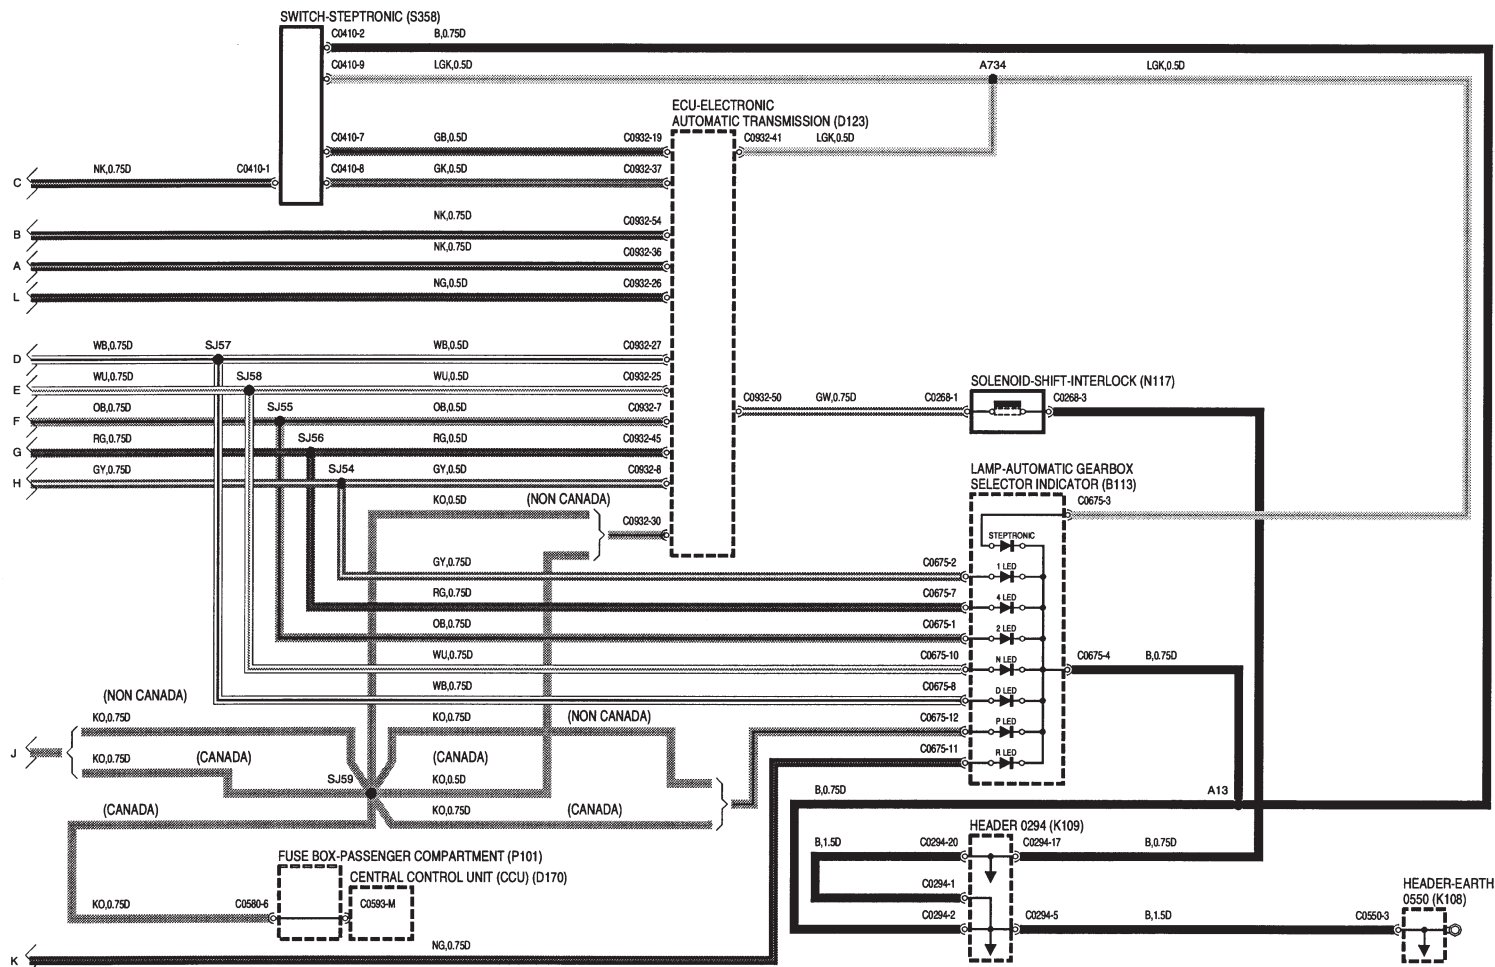 SWITCH-STEPTRONIC (S358)
C0410-2 B,0.75D
C0410-9 LGK,0.5D A734 LGK,0.5D
ECU-ELECTRONIC
AUTOMATIC TRANSMISSION (D123)
C0410-7 GB,0.5D C0932-19 C0932-41 LGK,0.5D
C NK,0.75D C0410-1 C0410-8 GK,0.5D C0932-37
B NK,0.75D C0932-54
A NK,0.75D C0932-36
L NG,0.5D C0932-26
D WB,0.75D SJ57 WB,0.5D C0932-27
E WU,0.75D SJ58 WU,0.5D C0932-25
SOLENOID-SHIFT-INTERLOCK (N117)
C0932-50 GW,0.75D C0268-1 C0268-3
F OB,0.75D SJ55 OB,0.5D C0932-7
G RG,0.75D SJ56 RG,0.5D C0932-45
H GY,0.75D SJ54 GY,0.5D C0932-8
LAMP-AUTOMATIC GEARBOX
SELECTOR INDICATOR (B113)
KO,0.5D (NON CANADA) C0675-3
C0932-30
STEPTRONIC
GY,0.75D C0675-2 1 LED
RG,0.75D C0675-7 4 LED
OB,0.75D C0675-1 2 LED
WU,0.75D C0675-10 N LED C0675-4 B,0.75D
WB,0.75D C0675-8 D LED
(NON CANADA)
KO,0.75D KO,0.75D (NON CANADA) C0675-12 P LED
J KO,0.75D (CANADA) (CANADA) C0675-11 R LED
SJ59 KO,0.5D
B,0.75D A13
(CANADA) KO,0.75D (CANADA)
HEADER 0294 (K109)
B,1.5D C0294-20 C0294-17 B,0.75D
FUSE BOX-PASSENGER COMPARTMENT (P101)
CENTRAL CONTROL UNIT (CCU) (D170)
C0294-1
HEADER-EARTH
0550 (K108)
KO,0.75D C0580-6 C0593-M C0294-2 C0294-5 B,1.5D C0550-3
K NG,0.75D